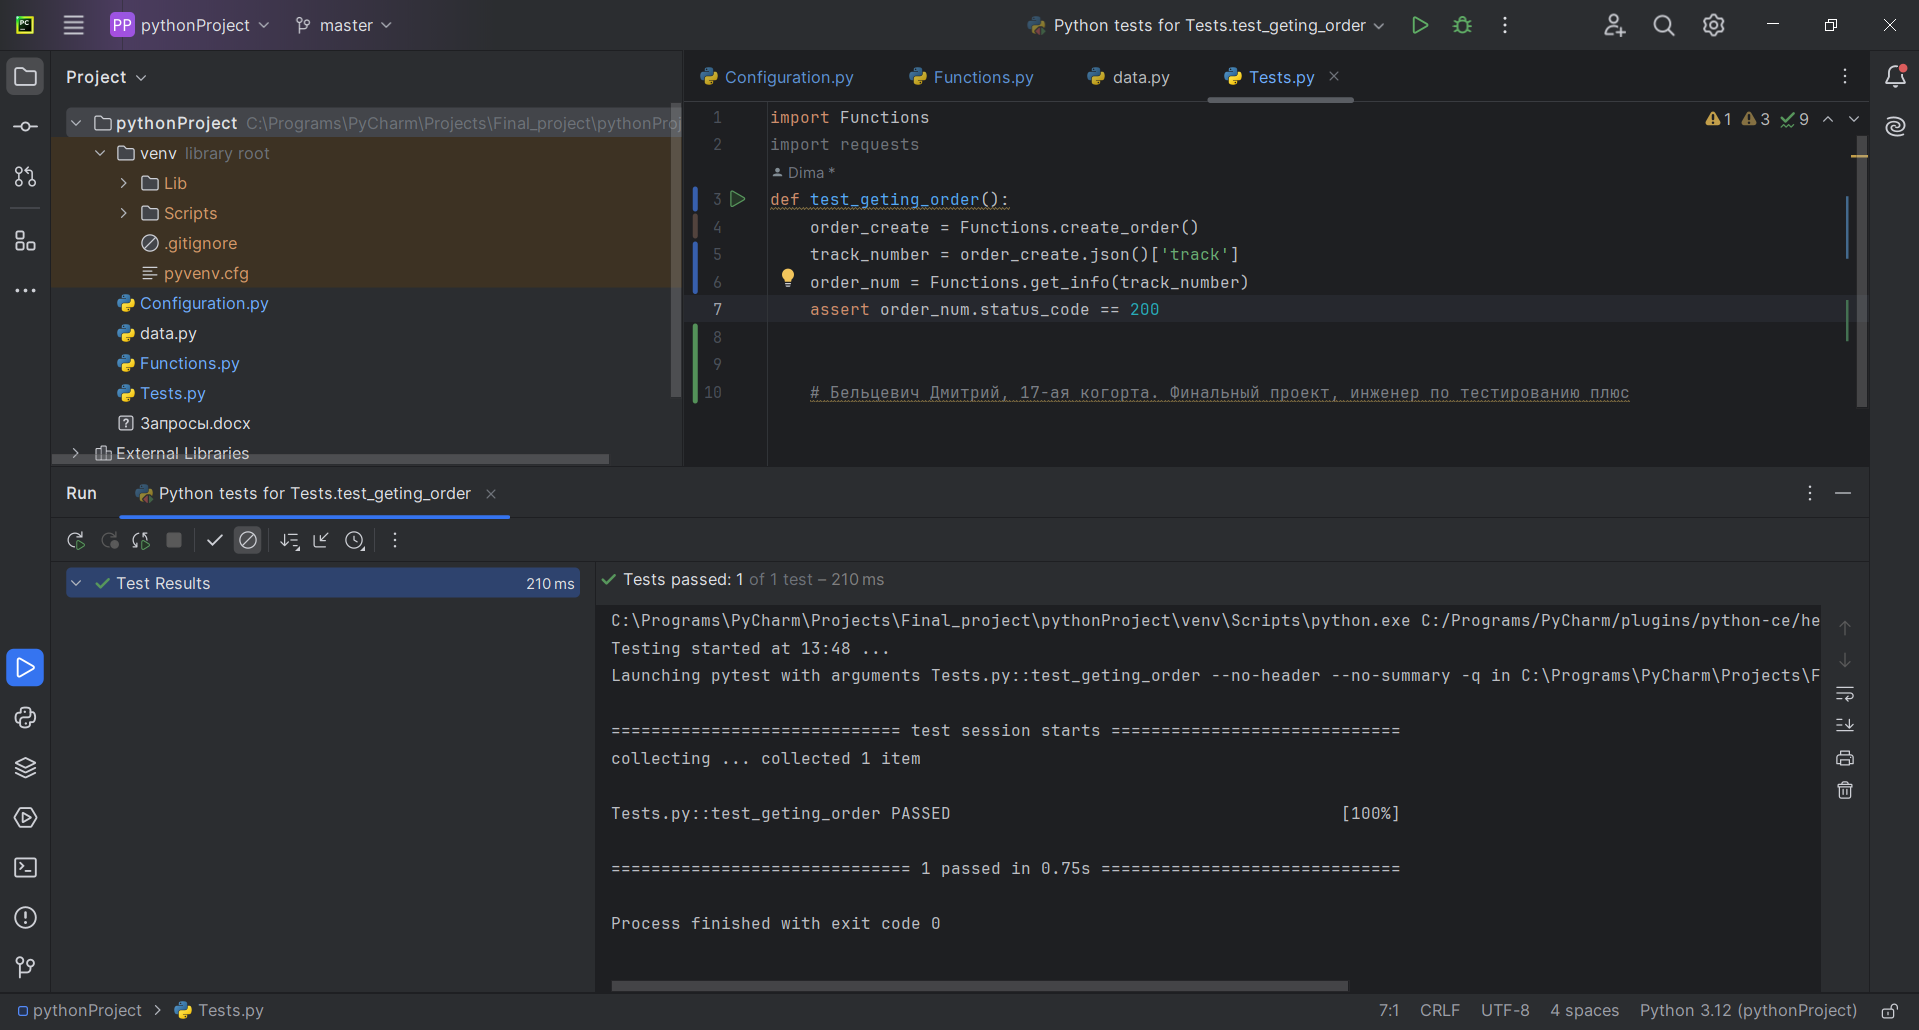 PP pythonProject master Python tests for Tests.test_geting_order
Project
pythonProject C:\Programs\PyCharm\Projects\Final_project\pythonProj
venv library root
Lib
Scripts
.gitignore
pyvenv.cfg
Configuration.py
data.py
Functions.py
Tests.py
Запросы.docx
External Libraries
Configuration.py Functions.py data.py Tests.py
1 import Functions
2 import requests
Dima *
3 def test_geting_order():
4 order_create = Functions.create_order()
5 track_number = order_create.json()['track']
6 order_num = Functions.get_info(track_number)
7 assert order_num.status_code == 200
8
9
10 # Бельцевич Дмитрий, 17-ая когорта. Финальный проект, инженер по тестированию плюс
1 3 9
Run Python tests for Tests.test_geting_order
Test Results 210 ms
Tests passed: 1 of 1 test – 210 ms
C:\Programs\PyCharm\Projects\Final_project\pythonProject\venv\Scripts\python.exe C:/Programs/PyCharm/plugins/python-ce/he
Testing started at 13:48 ...
Launching pytest with arguments Tests.py::test_geting_order --no-header --no-summary -q in C:\Programs\PyCharm\Projects\F
============================= test session starts =============================
collecting ... collected 1 item
Tests.py::test_geting_order PASSED [100%]
============================== 1 passed in 0.75s ==============================
Process finished with exit code 0
pythonProject Tests.py 7:1 CRLF UTF-8 4 spaces Python 3.12 (pythonProject)